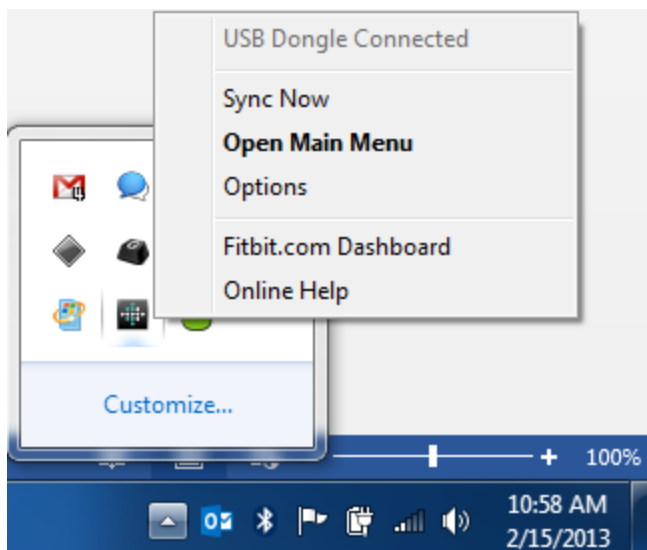 USB Dongle Connected
Sync Now
Open Main Menu
Options
Fitbit.com Dashboard
Online Help
Customize...
100%
10:58 AM
2/15/2013